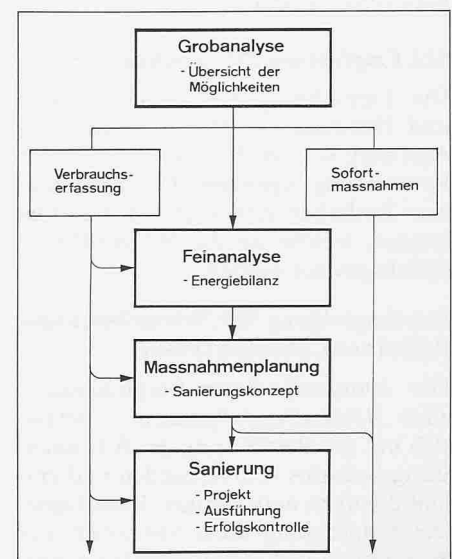 Grobanalyse
- Übersicht der
Möglichkeiten
Verbrauchs-
erfassung
Sofort-
massnahmen
Feinanalyse
- Energiebilanz
Massnahmenplanung
- Sanierungskonzept
Sanierung
- Projekt
- Ausführung
- Erfolgskontrolle